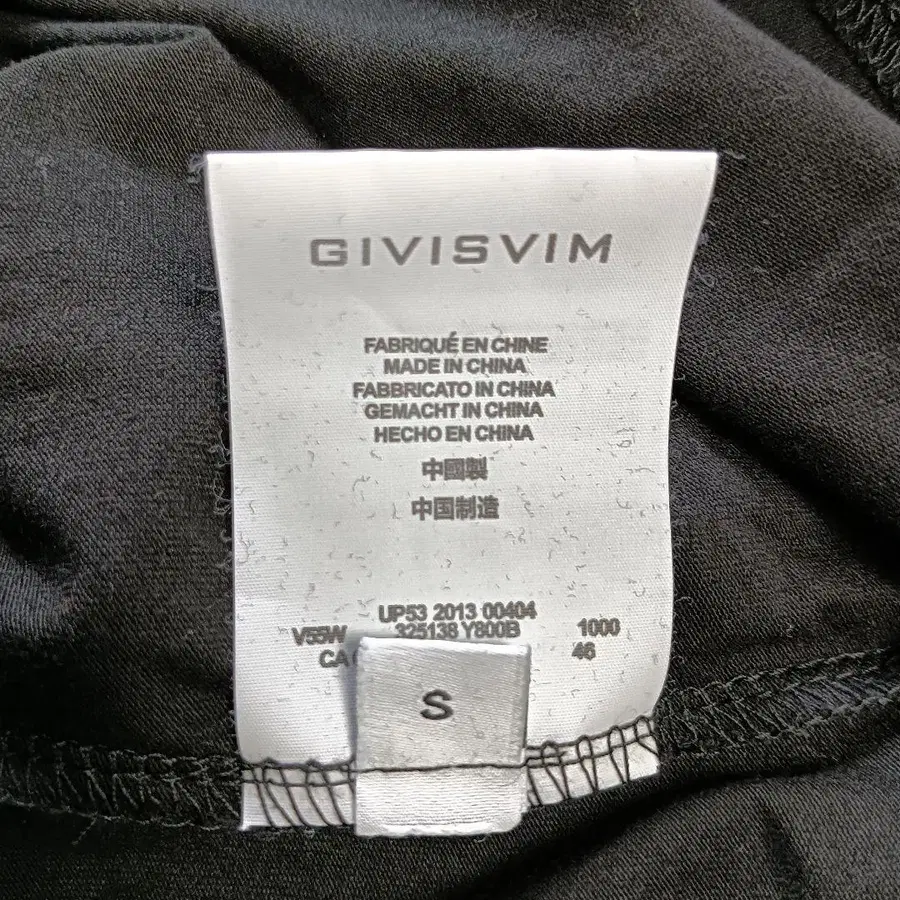 GIVISVIM
FABRIQUÉ EN CHINE
MADE IN CHINA
FABBRICATO IN CHINA
GEMACHT IN CHINA
HECHO EN CHINA
中國製
中国制造
UP53 2013 00404
V55W 325138 Y800B 1000
CA 46
S